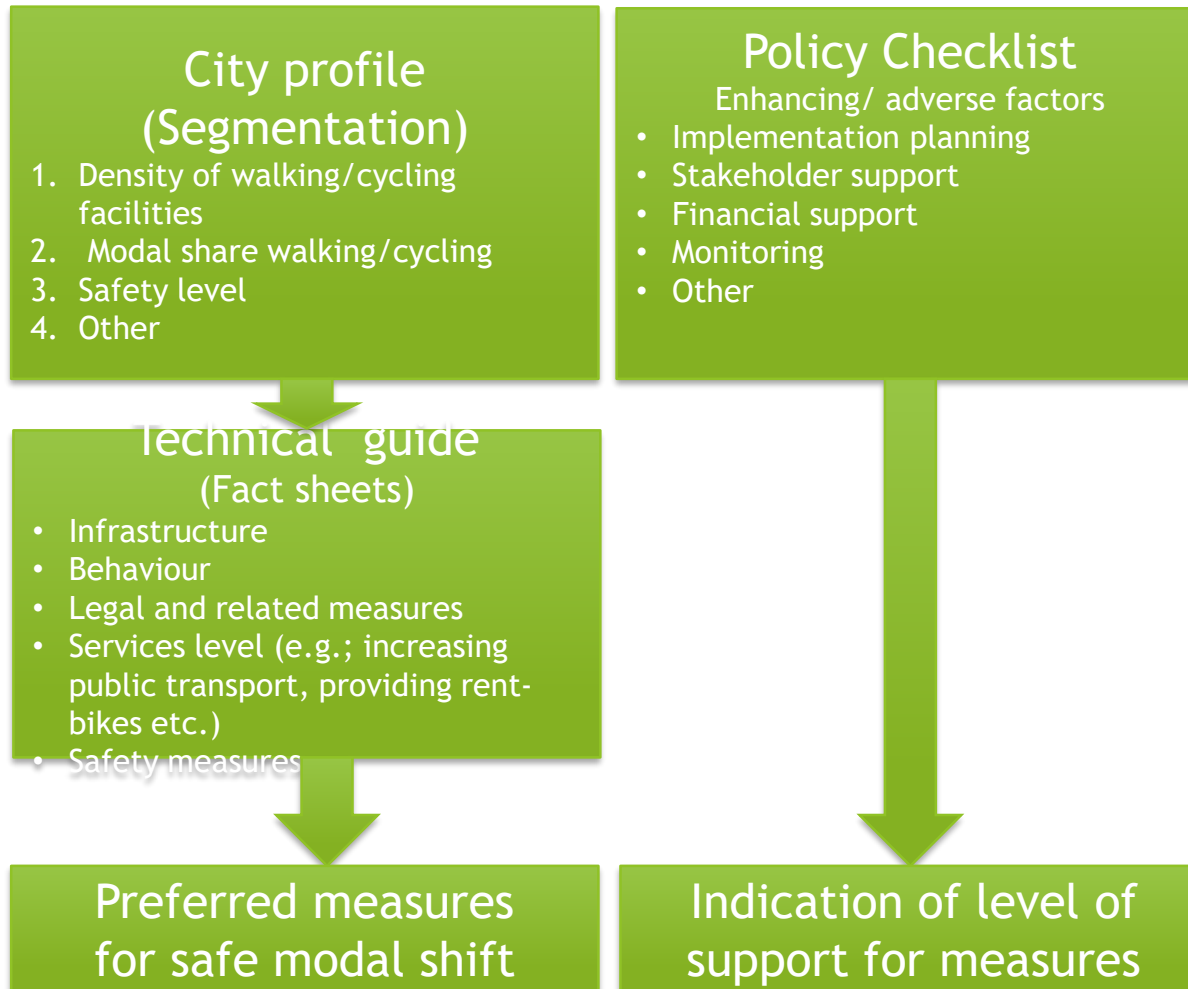 City profile
(Segmentation)
1. Density of walking/cycling
facilities
2. Modal share walking/cycling
3. Safety level
4. Other
Policy Checklist
Enhancing/ adverse factors
• Implementation planning
• Stakeholder support
• Financial support
• Monitoring
• Other
Technical guide
(Fact sheets)
• Infrastructure
• Behaviour
• Legal and related measures
• Services level (e.g.; increasing
public transport, providing rent-
bikes etc.)
• Safety measures
Preferred measures
for safe modal shift
Indication of level of
support for measures